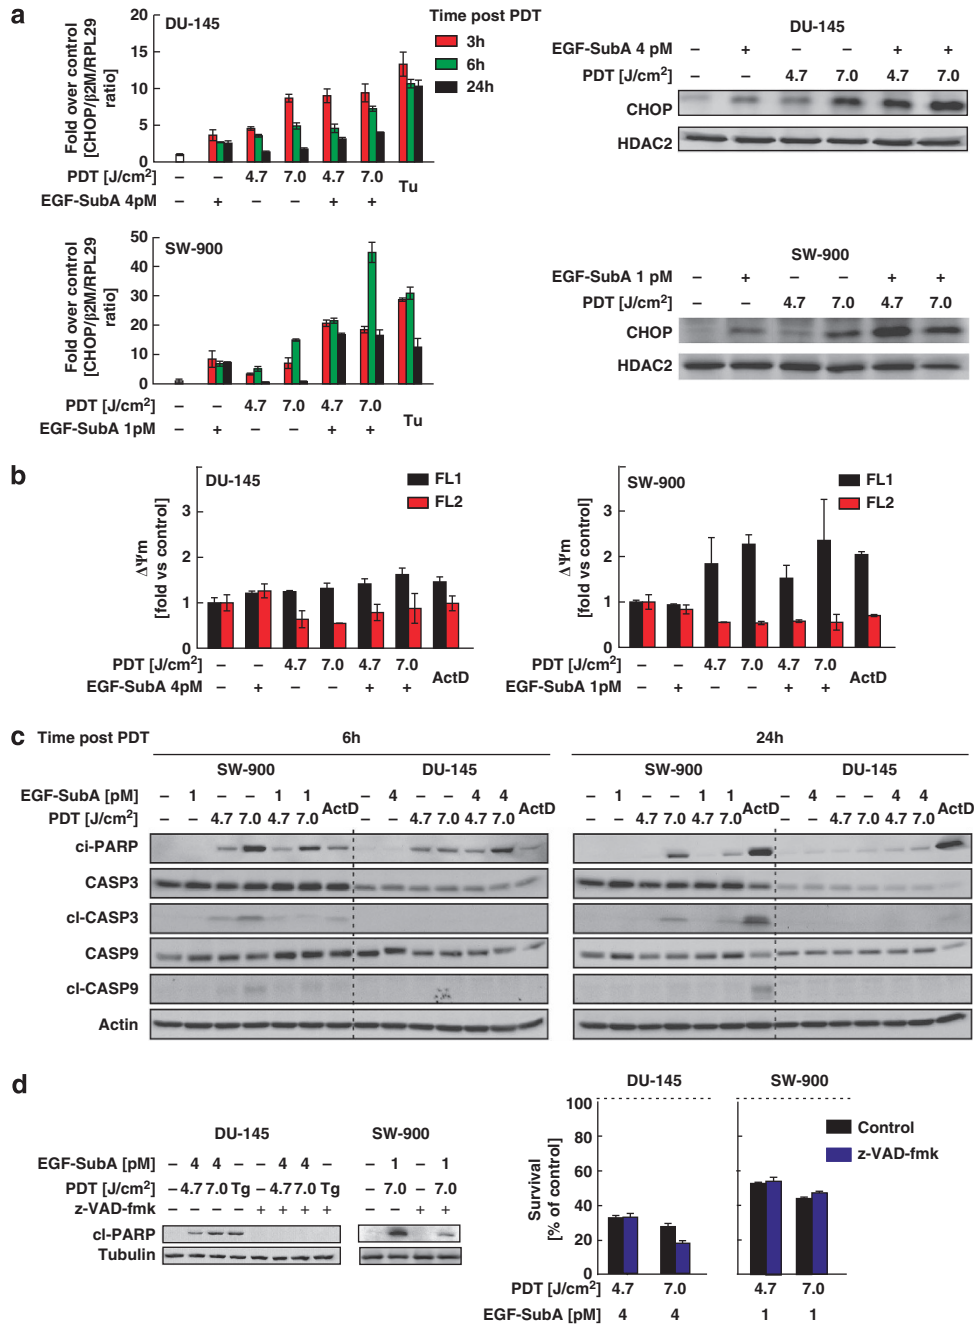 a
DU-145
Time post PDT
3h
6h
24h
Fold over control
[CHOP/β2M/RPL29
ratio]
15
10
5
0
PDT [J/cm²] – – 4.7 7.0 4.7 7.0 Tu
EGF-SubA 4pM – + – – + +
DU-145
EGF-SubA 4 pM – + – – + +
PDT [J/cm²] – – 4.7 7.0 4.7 7.0
CHOP
HDAC2
SW-900
Fold over control
[CHOP/β2M/RPL29
ratio]
50
40
30
20
10
0
PDT [J/cm²] – – 4.7 7.0 4.7 7.0 Tu
EGF-SubA 1pM – + – – + +
SW-900
EGF-SubA 1 pM – + – – + +
PDT [J/cm²] – – 4.7 7.0 4.7 7.0
CHOP
HDAC2
b
DU-145
FL1
FL2
ΔΨm
[fold vs control]
3
2
1
0
PDT [J/cm²] – – 4.7 7.0 4.7 7.0 ActD
EGF-SubA 4pM – + – – + +
SW-900
FL1
FL2
ΔΨm
[fold vs control]
3
2
1
0
PDT [J/cm²] – – 4.7 7.0 4.7 7.0 ActD
EGF-SubA 1pM – + – – + +
c
Time post PDT 6h 24h
SW-900 DU-145 SW-900 DU-145
EGF-SubA [pM] – 1 – – 1 1 ActD – 4 – – 4 4 ActD – 1 – – 1 1 ActD – 4 – – 4 4 ActD
PDT [J/cm²] – – 4.7 7.0 4.7 7.0 – – 4.7 7.0 4.7 7.0 – – 4.7 7.0 4.7 7.0 – – 4.7 7.0 4.7 7.0
ci-PARP
CASP3
cl-CASP3
CASP9
cl-CASP9
Actin
d
DU-145 SW-900
EGF-SubA [pM] – 4 4 – – 4 4 – – 1 – 1
PDT [J/cm²] – 4.7 7.0 Tg – 4.7 7.0 Tg – 7.0 – 7.0
z-VAD-fmk – – – – + + + + – – + +
cl-PARP
Tubulin
DU-145 SW-900
Control
z-VAD-fmk
Survival
[% of control]
100
80
60
40
20
0
PDT [J/cm²] 4.7 7.0 4.7 7.0
EGF-SubA [pM] 4 4 1 1